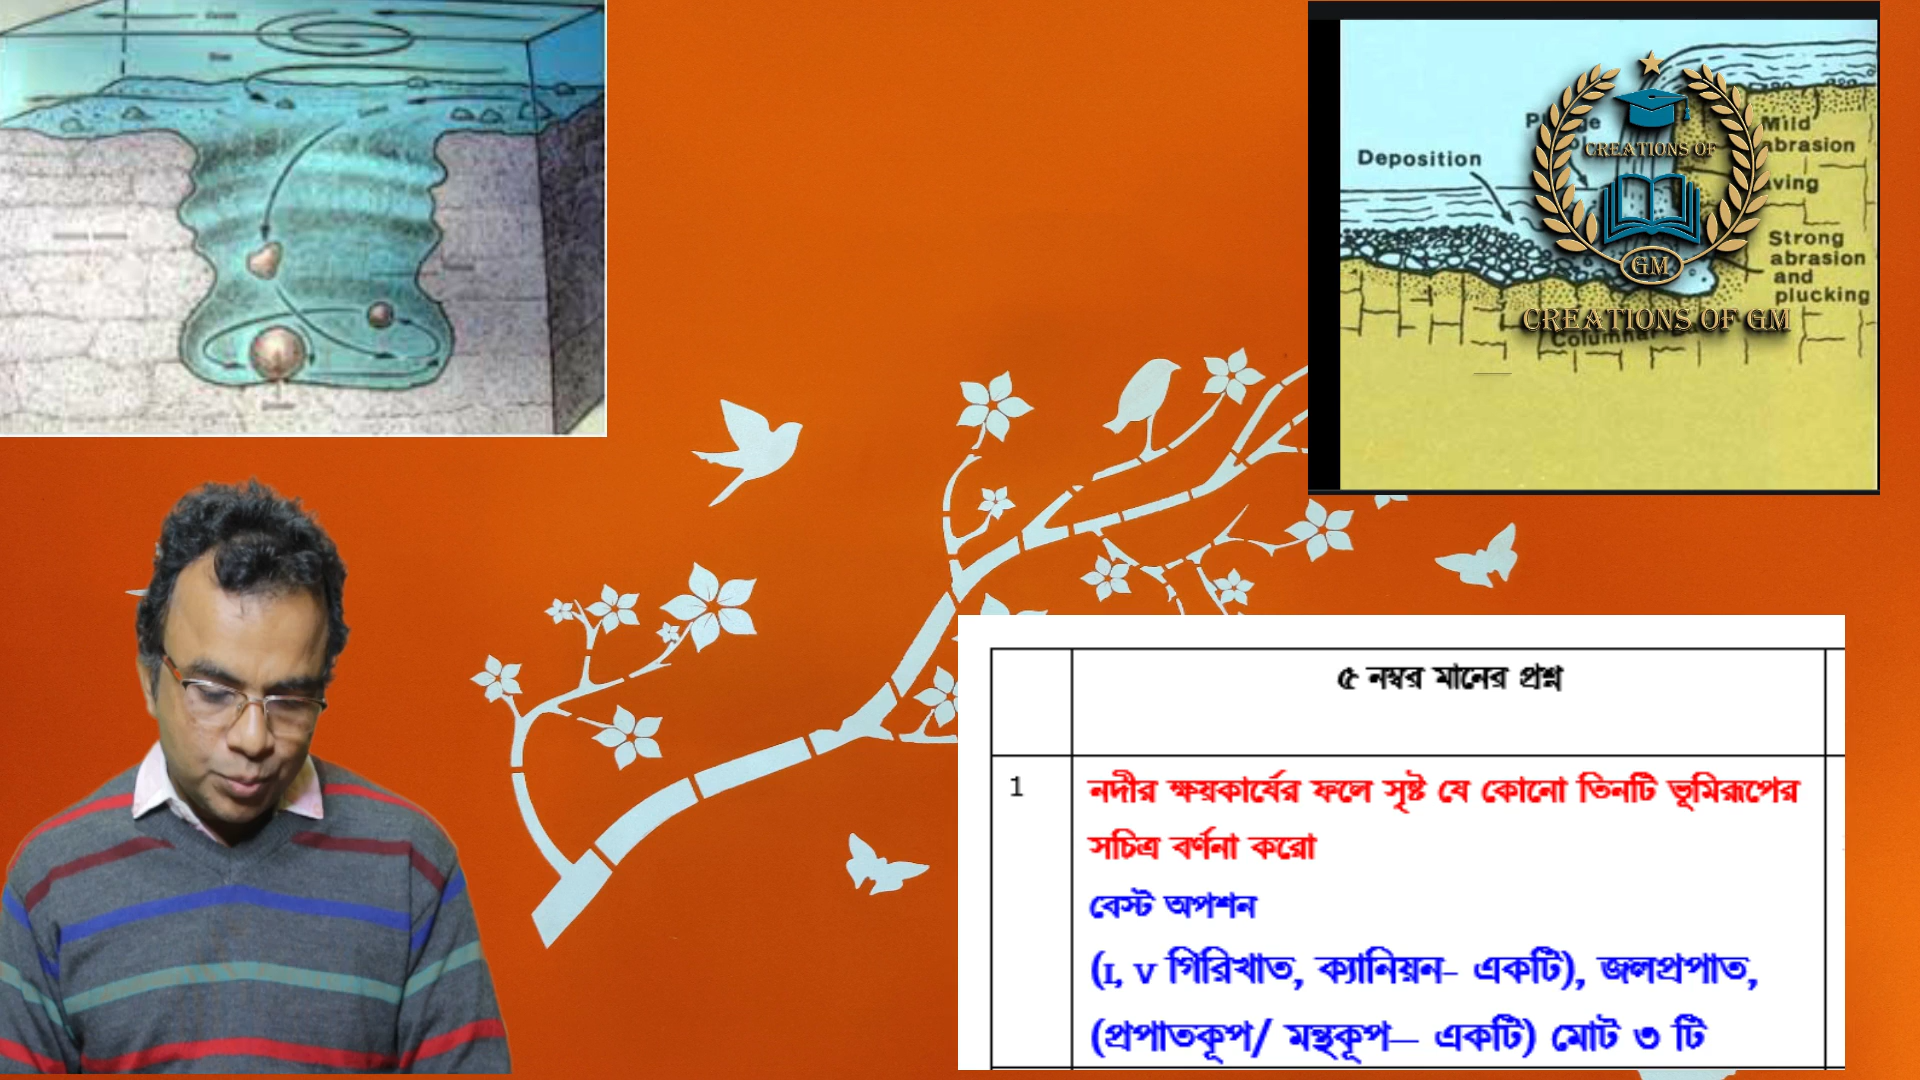 Deposition
Mild
abrasion
Strong
abrasion
and
plucking
CREATIONS OF
GM
CREATIONS OF GM
৫ নম্বর মানের প্রশ্ন
1
নদীর ক্ষয়কার্যের ফলে সৃষ্ট যে কোনো তিনটি ভূমিরূপের
সচিত্র বর্ণনা করো
বেস্ট অপশন
(I, V গিরিখাত, ক্যানিয়ন- একটি), জলপ্রপাত,
(প্রপাতকূপ/ মন্থকূপ– একটি) মোট ৩ টি